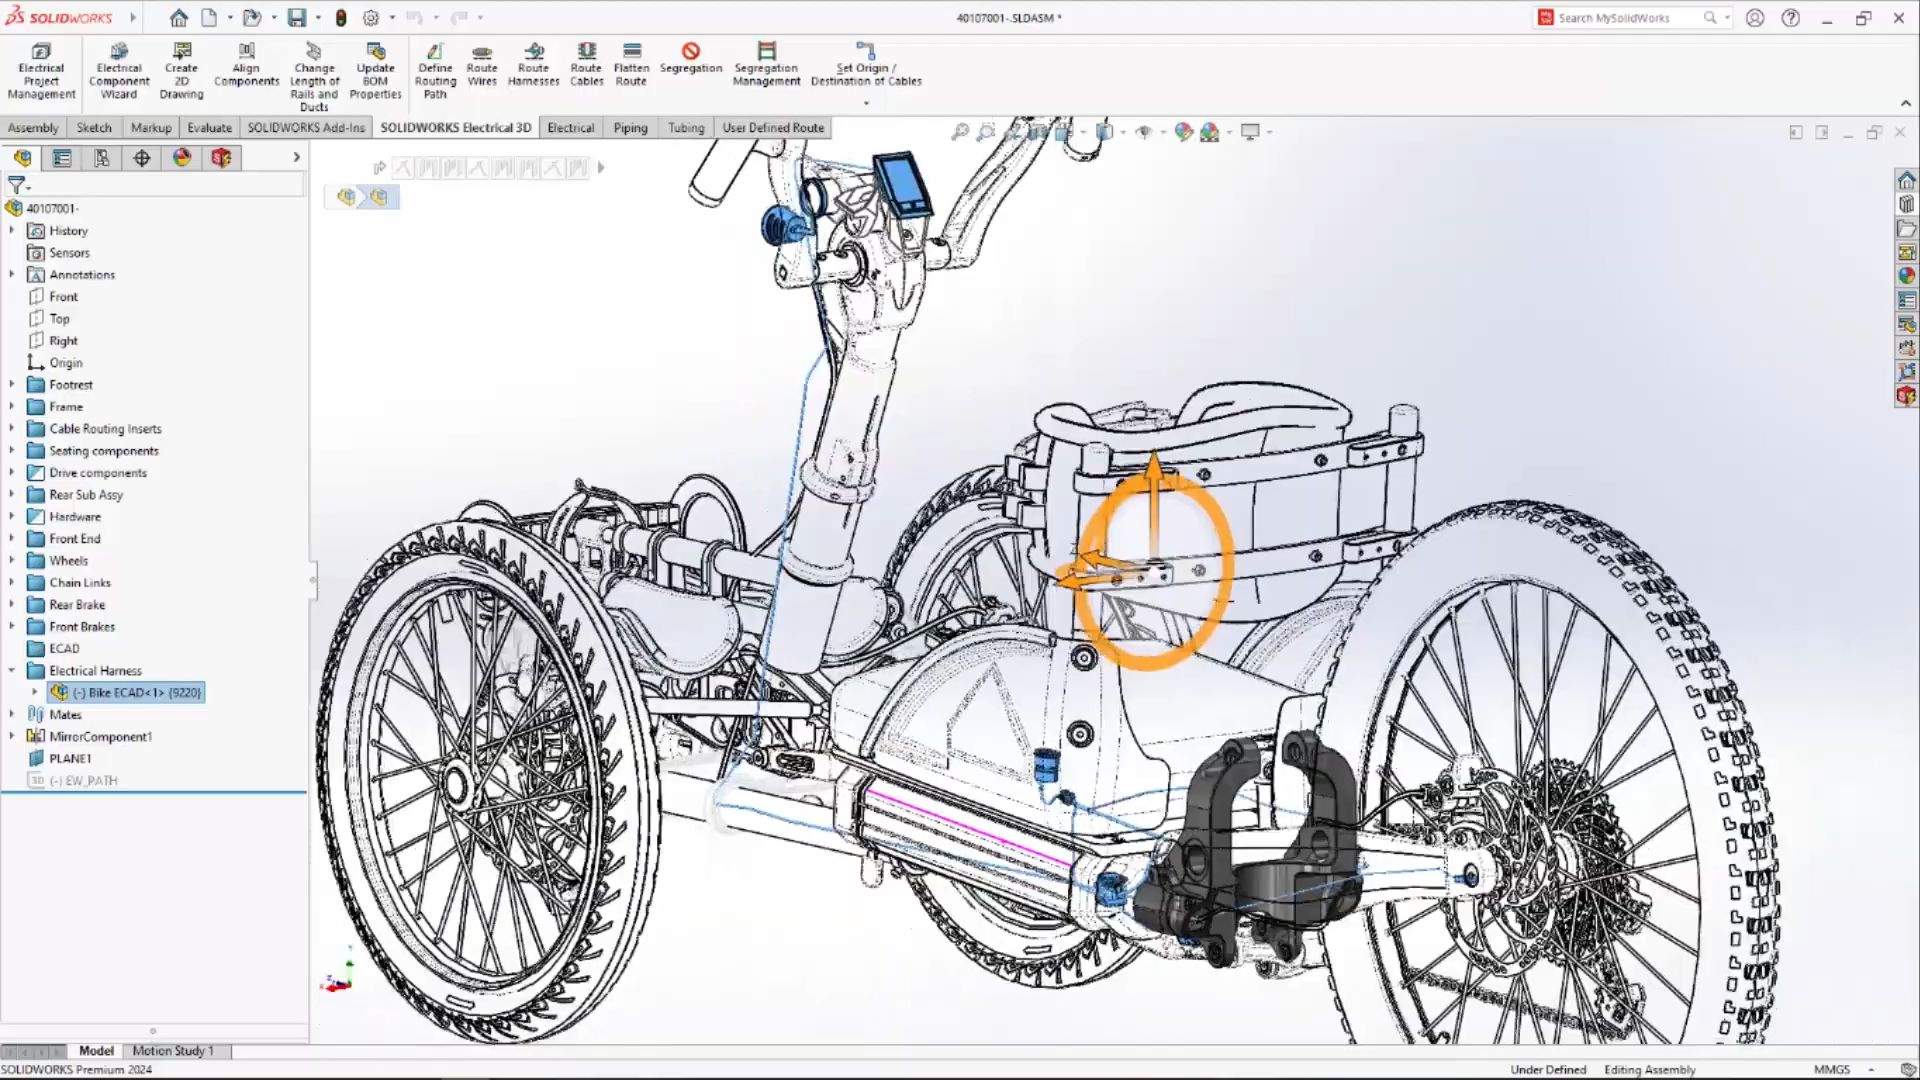 SOLIDWORKS
40107001-.SLDASM *
Search MySolidWorks
Electrical Project Management
Electrical Component Wizard
Create 2D Drawing
Align Components
Change Length of Rails and Ducts
Update BOM Properties
Define Routing Path
Route Wires
Route Harnesses
Route Cables
Flatten Route
Segregation
Segregation Management
Set Origin / Destination of Cables
Assembly
Sketch
Markup
Evaluate
SOLIDWORKS Add-Ins
SOLIDWORKS Electrical 3D
Electrical
Piping
Tubing
User Defined Route
40107001-
History
Sensors
Annotations
Front
Top
Right
Origin
Footrest
Frame
Cable Routing Inserts
Seating components
Drive components
Rear Sub Assy
Hardware
Front End
Wheels
Chain Links
Rear Brake
Front Brakes
ECAD
Electrical Harness
(-) Bike ECAD<1> {9220}
Mates
MirrorComponent1
PLANE1
(-) EW_PATH
Model
Motion Study 1
SOLIDWORKS Premium 2024
Under Defined
Editing Assembly
MMGS